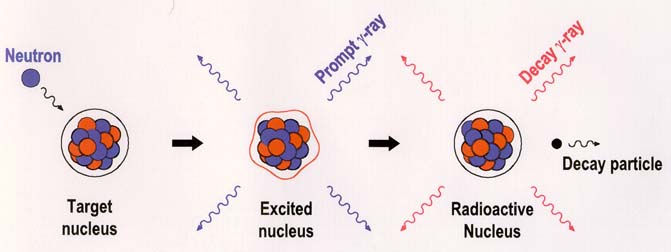 Neutron
Prompt γ-ray
Decay γ-ray
Decay particle
Target
nucleus
Excited
nucleus
Radioactive
Nucleus